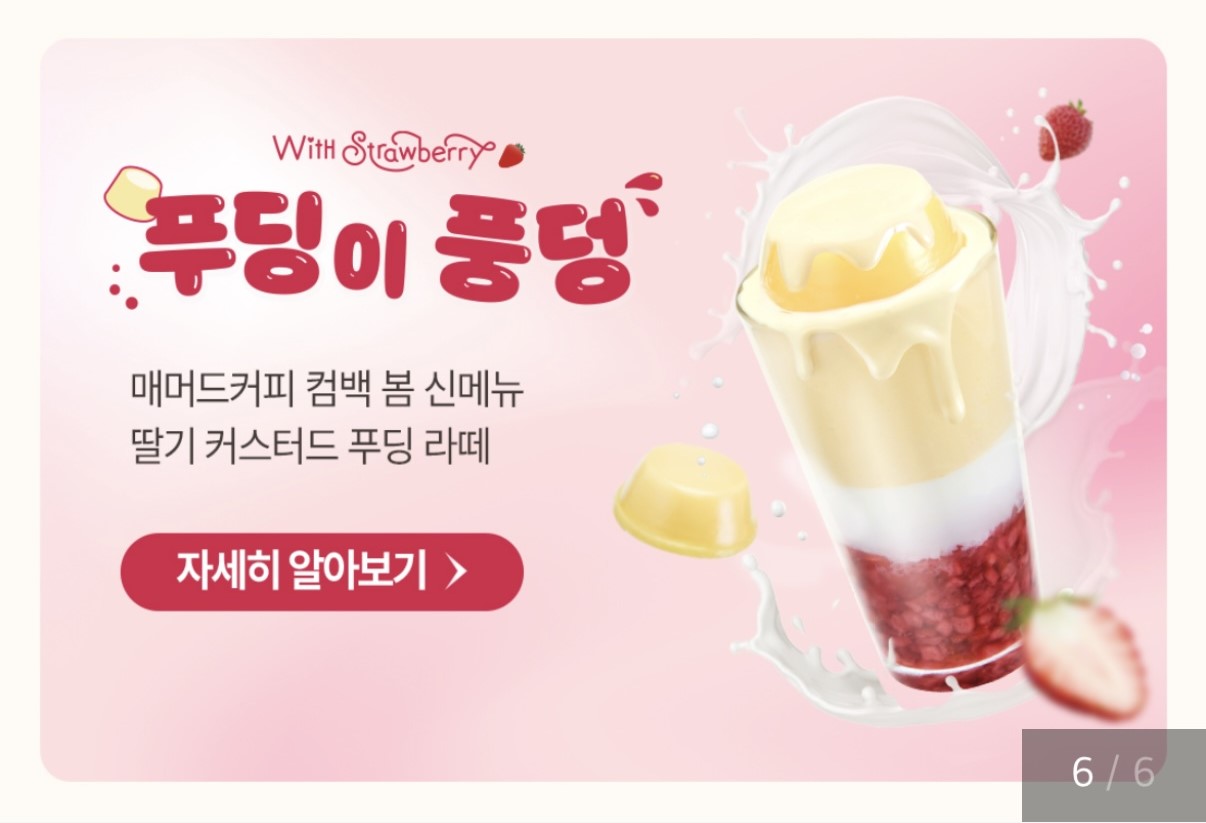 With Strawberry
푸딩이 풍덩
매머드커피 컴백 봄 신메뉴
딸기 커스터드 푸딩 라떼
자세히 알아보기 >
6 / 6